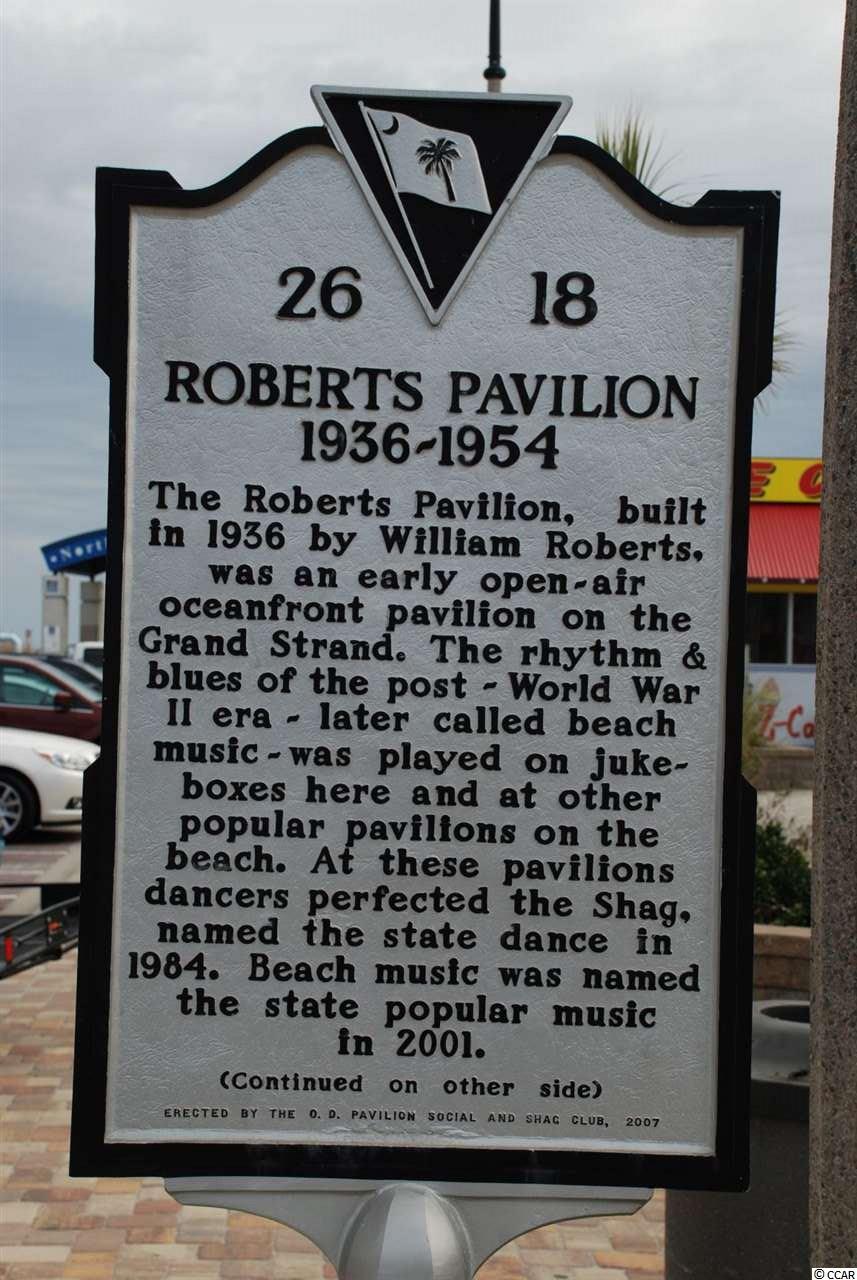 26 18
ROBERTS PAVILION
1936-1954
The Roberts Pavilion, built
in 1936 by William Roberts,
was an early open-air
oceanfront pavilion on the
Grand Strand. The rhythm &
blues of the post-World War
II era - later called beach
music - was played on juke-
boxes here and at other
popular pavilions on the
beach. At these pavilions
dancers perfected the Shag,
named the state dance in
1984. Beach music was named
the state popular music
in 2001.
(Continued on other side)
ERECTED BY THE O. D. PAVILION SOCIAL AND SHAG CLUB, 2007
North
©CCAR